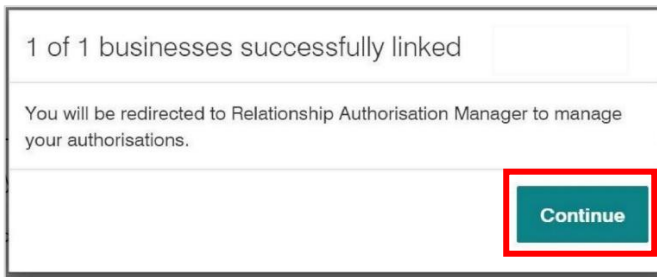 1 of 1 businesses successfully linked
You will be redirected to Relationship Authorisation Manager to manage
your authorisations.
Continue